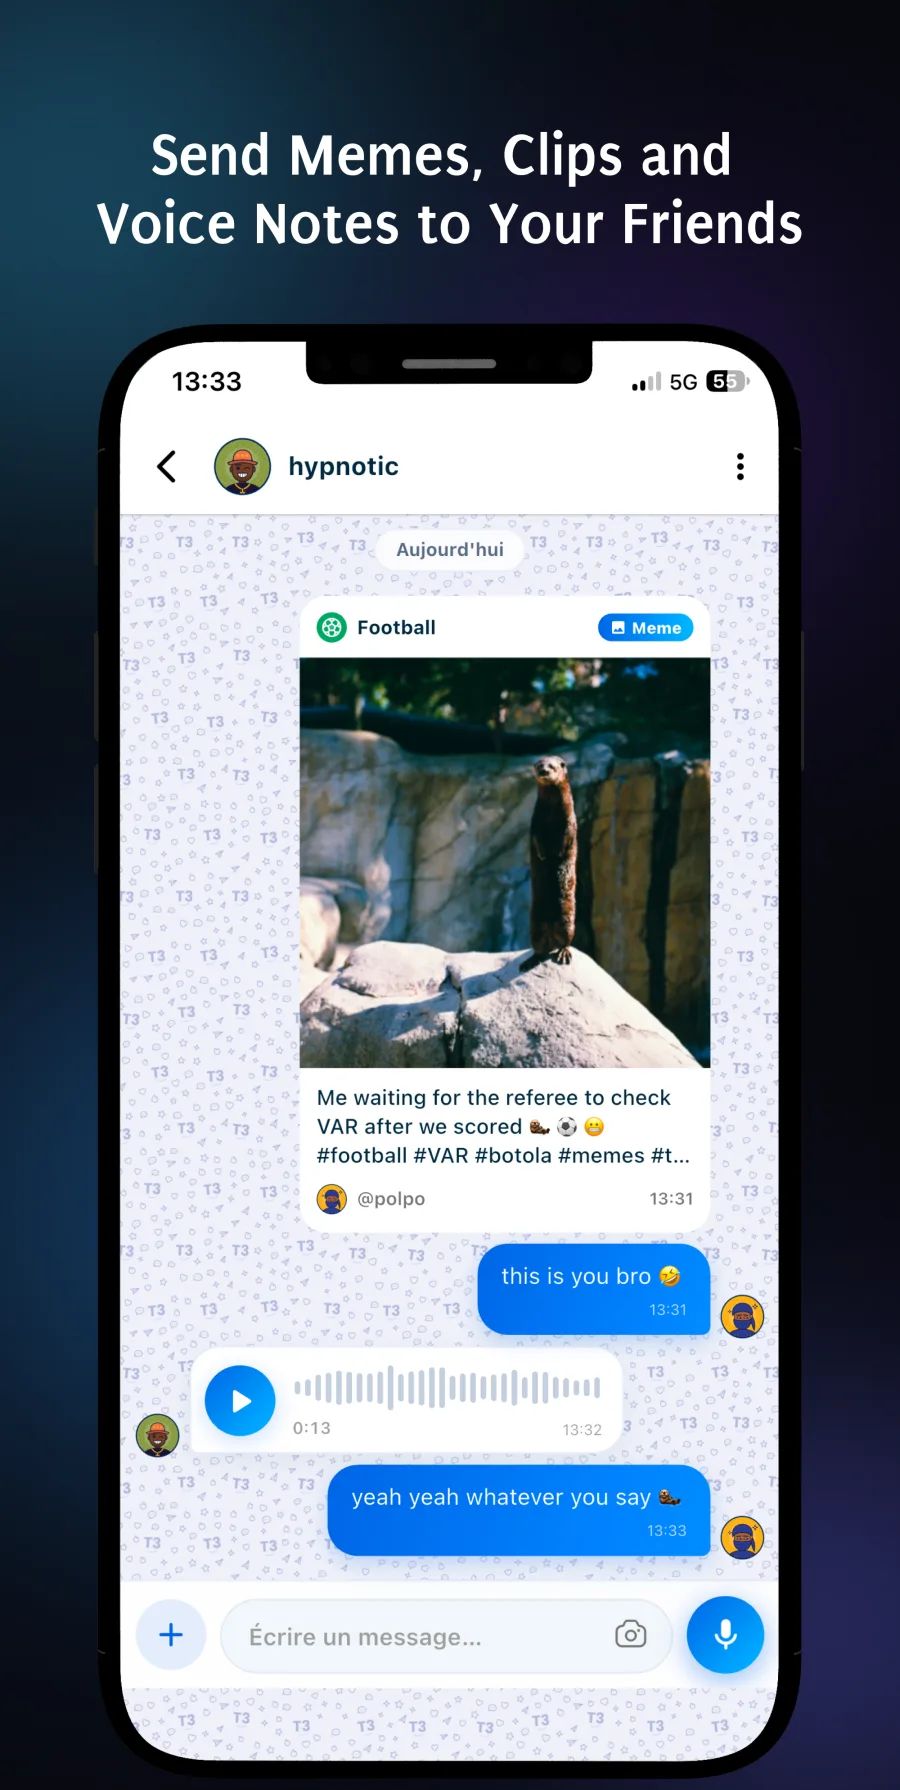 Send Memes, Clips and
Voice Notes to Your Friends
13:33
5G 55
hypnotic
Aujourd'hui
Football
Meme
Me waiting for the referee to check
VAR after we scored 🦦 ⚽ 😬
#football #VAR #botola #memes #t...
@polpo
13:31
this is you bro 🤣
13:31
0:13
13:32
yeah yeah whatever you say 🦦
13:33
Écrire un message...
T3